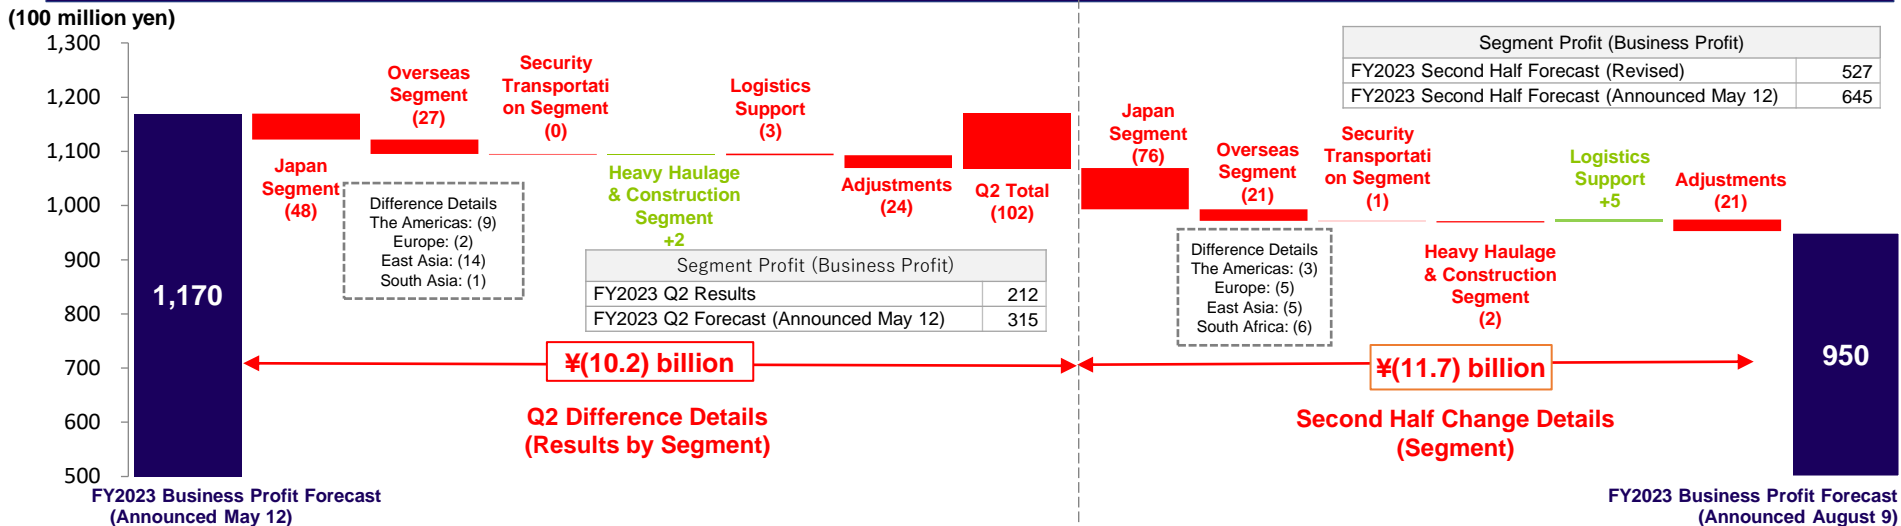 (100 million yen)
1,300
1,200
1,100
1,000
900
800
700
600
500
1,170
FY2023 Business Profit Forecast
(Announced May 12)
Japan
Segment
(48)
Overseas
Segment
(27)
Difference Details
The Americas: (9)
Europe: (2)
East Asia: (14)
South Asia: (1)
Security
Transportati
on Segment
(0)
Heavy Haulage
& Construction
Segment
+2
Logistics
Support
(3)
Adjustments
(24)
Q2 Total
(102)
Segment Profit (Business Profit)
FY2023 Q2 Results 212
FY2023 Q2 Forecast (Announced May 12) 315
¥(10.2) billion
Q2 Difference Details
(Results by Segment)
Segment Profit (Business Profit)
FY2023 Second Half Forecast (Revised) 527
FY2023 Second Half Forecast (Announced May 12) 645
Japan
Segment
(76)
Overseas
Segment
(21)
Difference Details
The Americas: (3)
Europe: (5)
East Asia: (5)
South Africa: (6)
Security
Transportati
on Segment
(1)
Heavy Haulage
& Construction
Segment
(2)
Logistics
Support
+5
Adjustments
(21)
¥(11.7) billion
Second Half Change Details
(Segment)
950
FY2023 Business Profit Forecast
(Announced August 9)